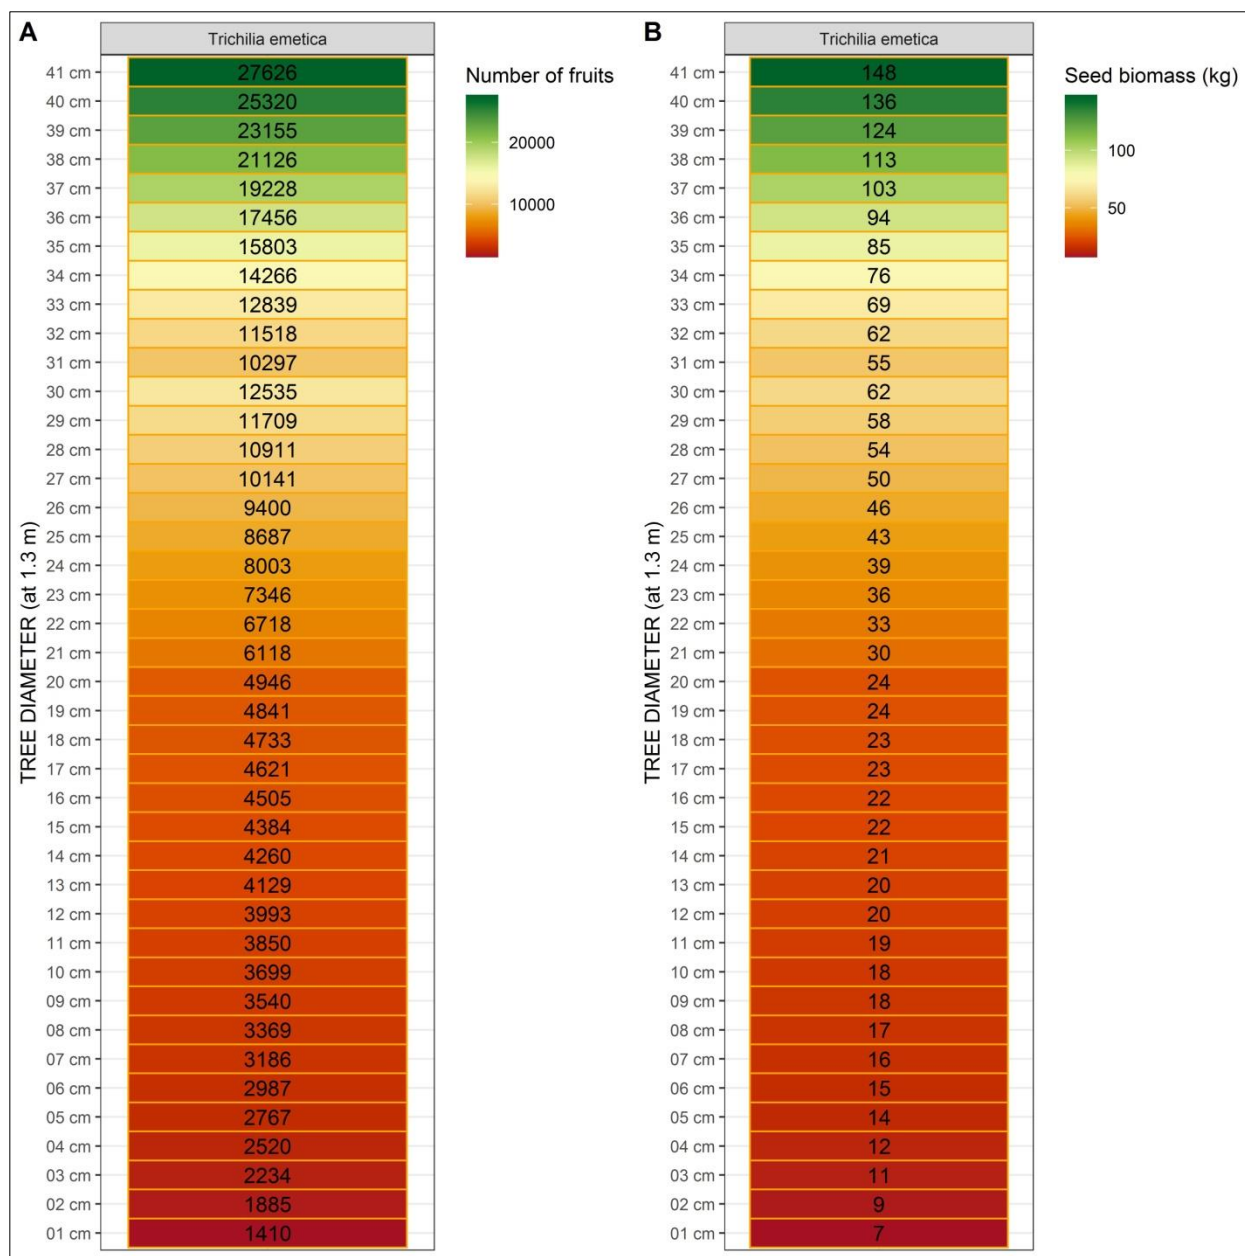 A
Trichilia emetica
TREE DIAMETER (at 1.3 m)
41 cm 27626
40 cm 25320
39 cm 23155
38 cm 21126
37 cm 19228
36 cm 17456
35 cm 15803
34 cm 14266
33 cm 12839
32 cm 11518
31 cm 10297
30 cm 12535
29 cm 11709
28 cm 10911
27 cm 10141
26 cm 9400
25 cm 8687
24 cm 8003
23 cm 7346
22 cm 6718
21 cm 6118
20 cm 4946
19 cm 4841
18 cm 4733
17 cm 4621
16 cm 4505
15 cm 4384
14 cm 4260
13 cm 4129
12 cm 3993
11 cm 3850
10 cm 3699
09 cm 3540
08 cm 3369
07 cm 3186
06 cm 2987
05 cm 2767
04 cm 2520
03 cm 2234
02 cm 1885
01 cm 1410
Number of fruits
20000
10000
B
Trichilia emetica
TREE DIAMETER (at 1.3 m)
41 cm 148
40 cm 136
39 cm 124
38 cm 113
37 cm 103
36 cm 94
35 cm 85
34 cm 76
33 cm 69
32 cm 62
31 cm 55
30 cm 62
29 cm 58
28 cm 54
27 cm 50
26 cm 46
25 cm 43
24 cm 39
23 cm 36
22 cm 33
21 cm 30
20 cm 24
19 cm 24
18 cm 23
17 cm 23
16 cm 22
15 cm 22
14 cm 21
13 cm 20
12 cm 20
11 cm 19
10 cm 18
09 cm 18
08 cm 17
07 cm 16
06 cm 15
05 cm 14
04 cm 12
03 cm 11
02 cm 9
01 cm 7
Seed biomass (kg)
100
50